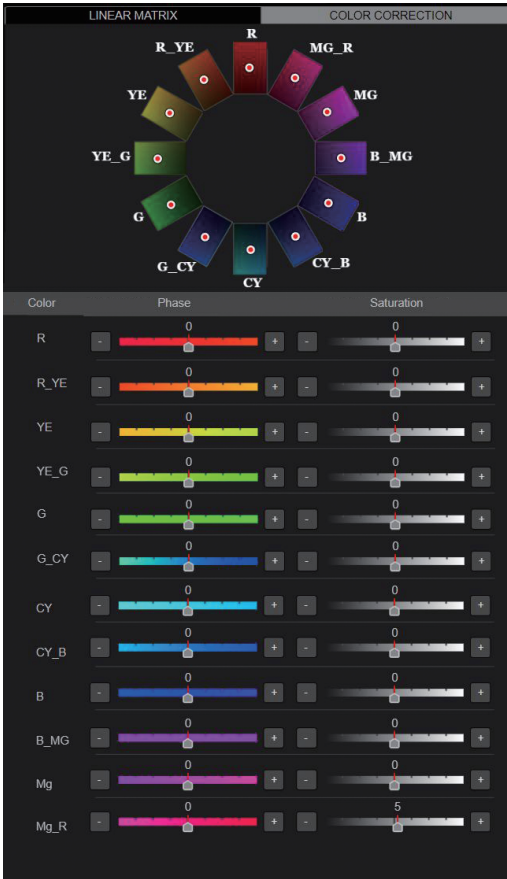 LINEAR MATRIX COLOR CORRECTION
R
R_YE MG_R
YE MG
YE_G B_MG
G B
G_CY CY_B
CY
Color Phase Saturation
0 0
R - + - +
0 0
R_YE - + - +
0 0
YE - + - +
0 0
YE_G - + - +
0 0
G - + - +
0 0
G_CY - + - +
0 0
CY - + - +
0 0
CY_B - + - +
0 0
B - + - +
0 0
B_MG - + - +
0 0
Mg - + - +
0 5
Mg_R - + - +